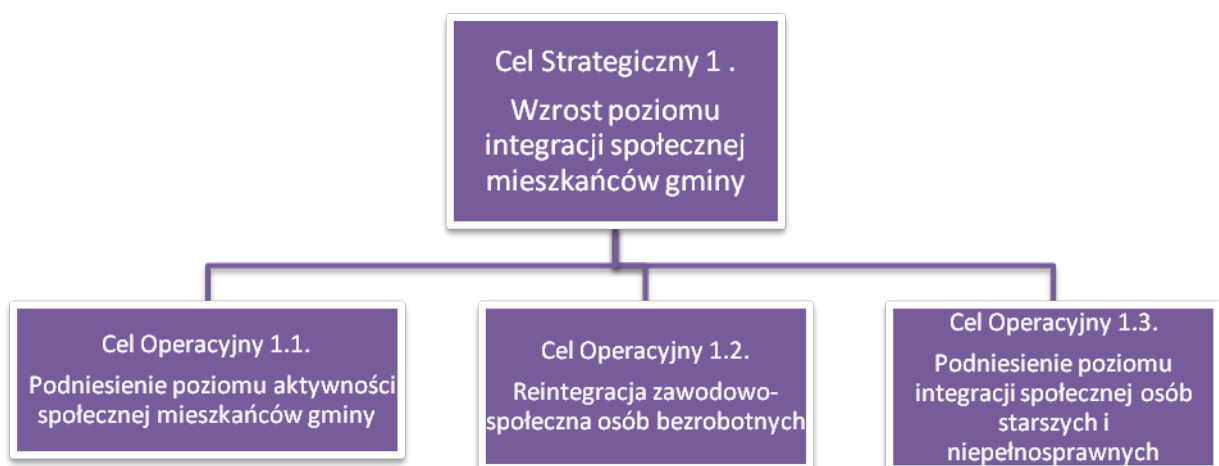 Cel Strategiczny 1 .
Wzrost poziomu
integracji społecznej
mieszkańców gminy
Cel Operacyjny 1.1.
Podniesienie poziomu aktywności
społecznej mieszkańców gminy
Cel Operacyjny 1.2.
Reintegracja zawodowo-
społeczna osób bezrobotnych
Cel Operacyjny 1.3.
Podniesienie poziomu
integracji społecznej osób
starszych i
niepełnosprawnych